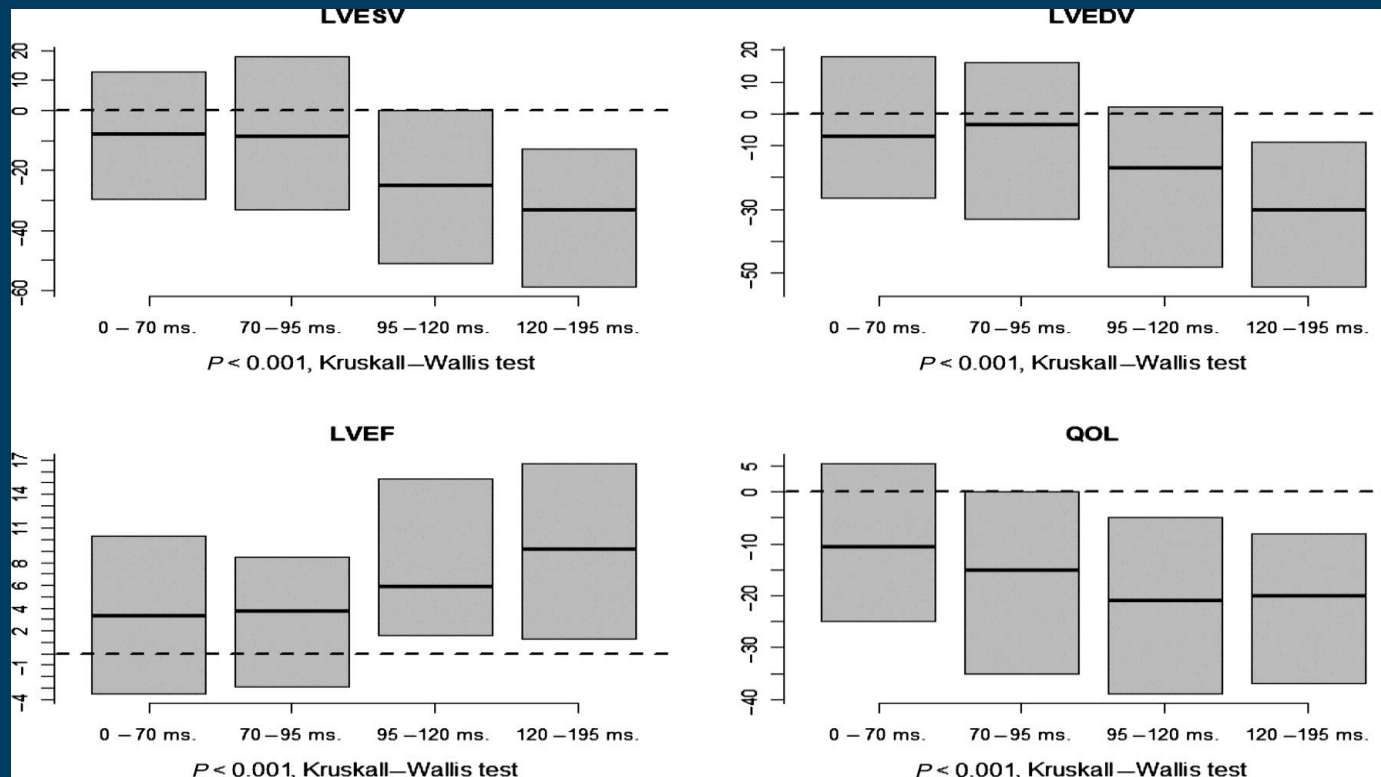 LVESV
20
10
0
−20
−40
−60
0 – 70 ms.
70 –95 ms.
95 –120 ms.
120 –195 ms.
P < 0.001, Kruskall–Wallis test
LVEDV
20
10
0
−10
−30
−50
0 – 70 ms.
70 –95 ms.
95 –120 ms.
120 –195 ms.
P < 0.001, Kruskall–Wallis test
LVEF
17
14
11
8
6
4
2
−1
−4
0 – 70 ms.
70 –95 ms.
95 –120 ms.
120 –195 ms.
P < 0.001, Kruskall–Wallis test
QOL
5
0
−10
−20
−30
−40
0 – 70 ms.
70 –95 ms.
95 –120 ms.
120 –195 ms.
P < 0.001, Kruskall–Wallis test